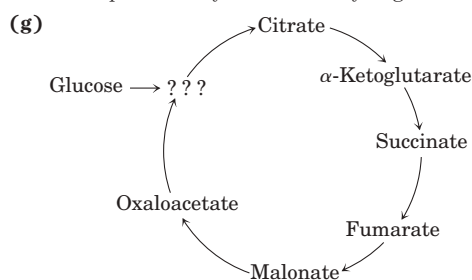 (g)
Citrate
Glucose
? ? ?
α-Ketoglutarate
Succinate
Oxaloacetate
Fumarate
Malonate